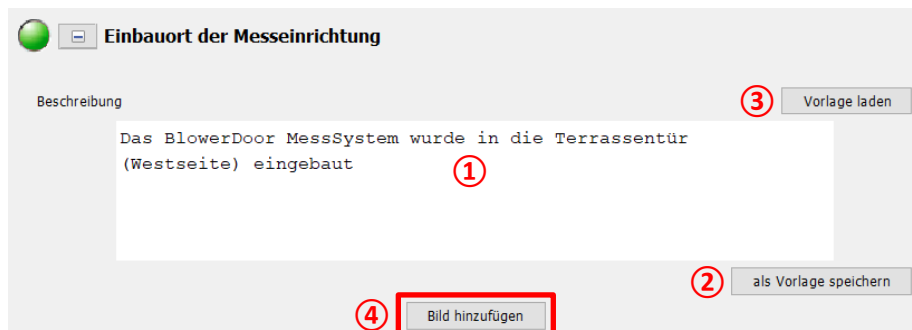 Einbauort der Messeinrichtung
Beschreibung
③ Vorlage laden
Das BlowerDoor MessSystem wurde in die Terrassentür
(Westseite) eingebaut
①
② als Vorlage speichern
④ Bild hinzufügen